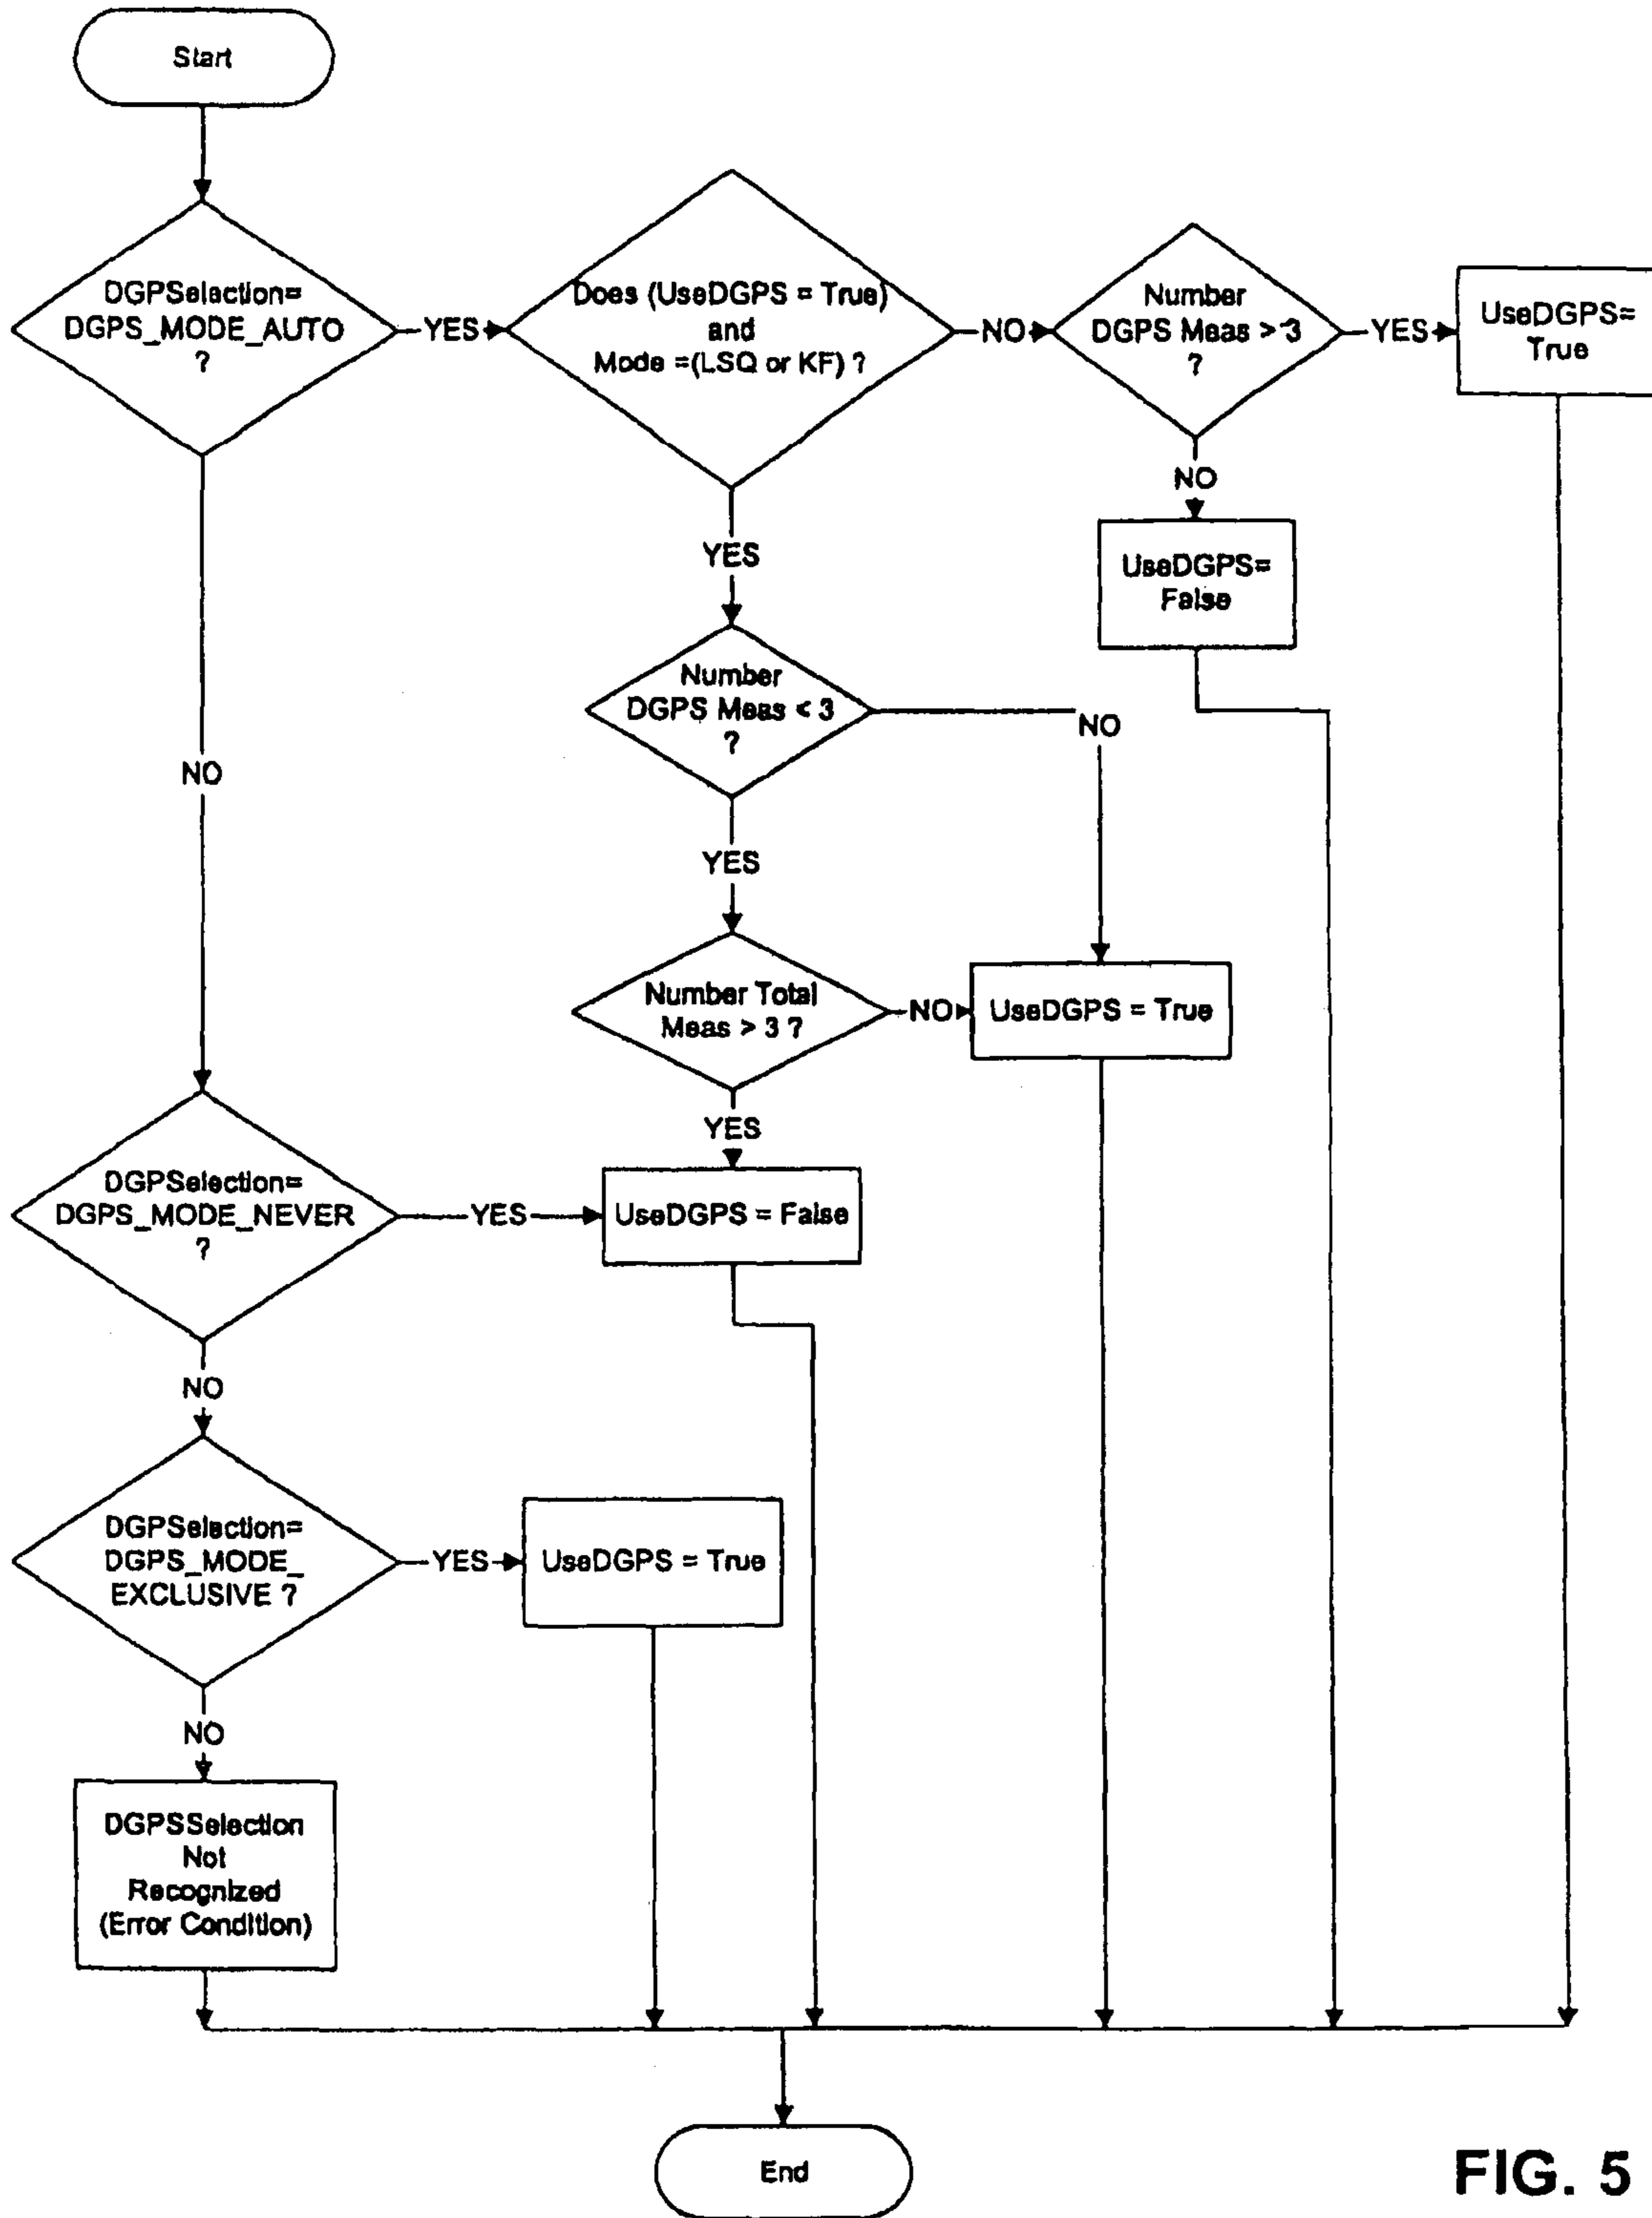 Start
DGPSelection=
DGPS_MODE_AUTO
?
YES
Does (UseDGPS = True)
and
Mode =(LSQ or KF) ?
NO
Number
DGPS Meas > 3
?
YES
UseDGPS=
True
NO
UseDGPS=
False
YES
Number
DGPS Meas < 3
?
NO
NO
YES
Number Total
Meas > 3 ?
NO
UseDGPS = True
YES
DGPSelection=
DGPS_MODE_NEVER
?
YES
UseDGPS = False
NO
DGPSelection=
DGPS_MODE_
EXCLUSIVE ?
YES
UseDGPS = True
NO
DGPSSelection
Not
Recognized
(Error Condition)
End
FIG. 5